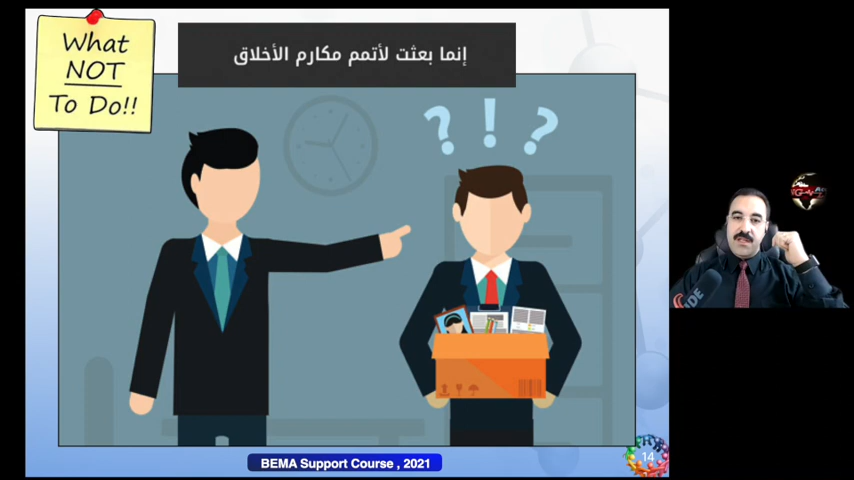 What
NOT
To Do!!
إنما بعثت لأتمم مكارم الأخلاق
? ! ?
BEMA Support Course , 2021
14